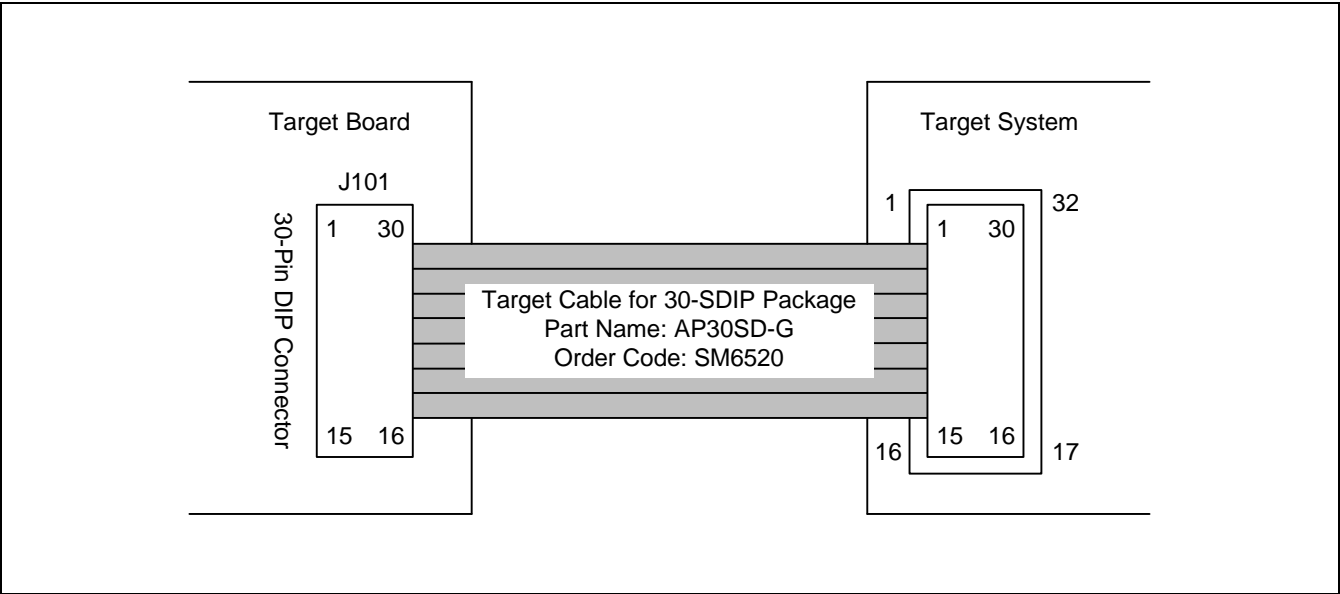 Target Board
Target System
J101
1 32
1 30
1 30
30-Pin DIP Connector
Target Cable for 30-SDIP Package
Part Name: AP30SD-G
Order Code: SM6520
15 16
15 16
16 17